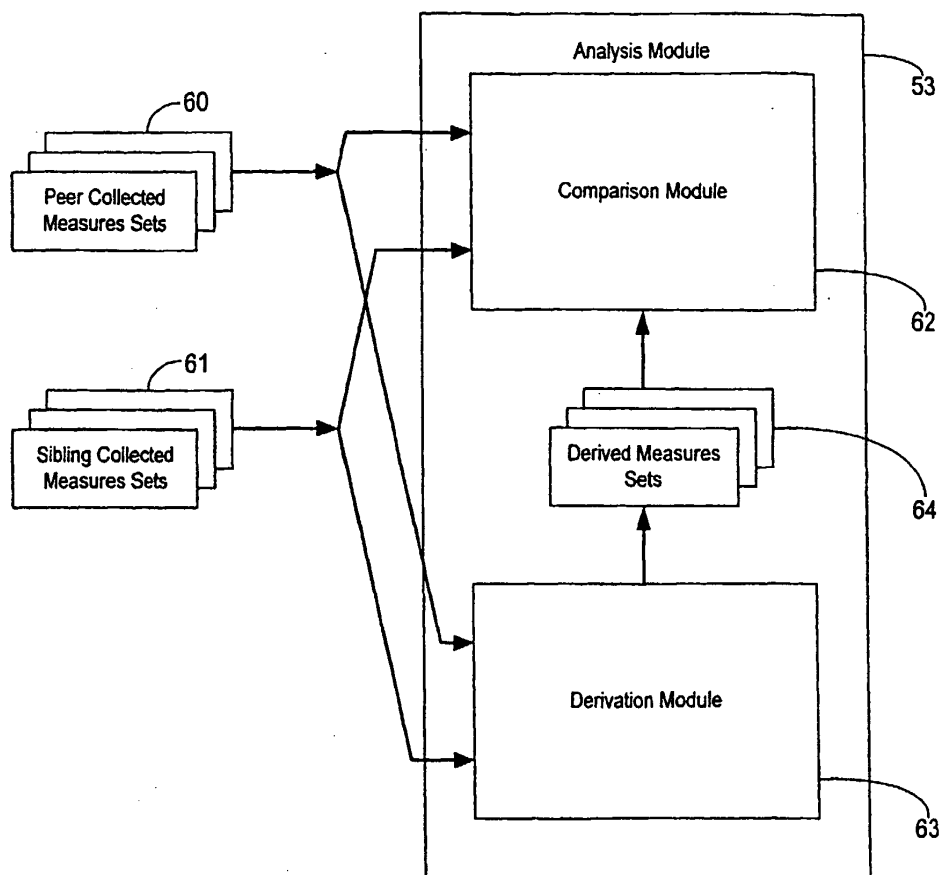 Analysis Module
53
60
Peer Collected
Measures Sets
Comparison Module
62
61
Sibling Collected
Measures Sets
Derived Measures
Sets
64
Derivation Module
63